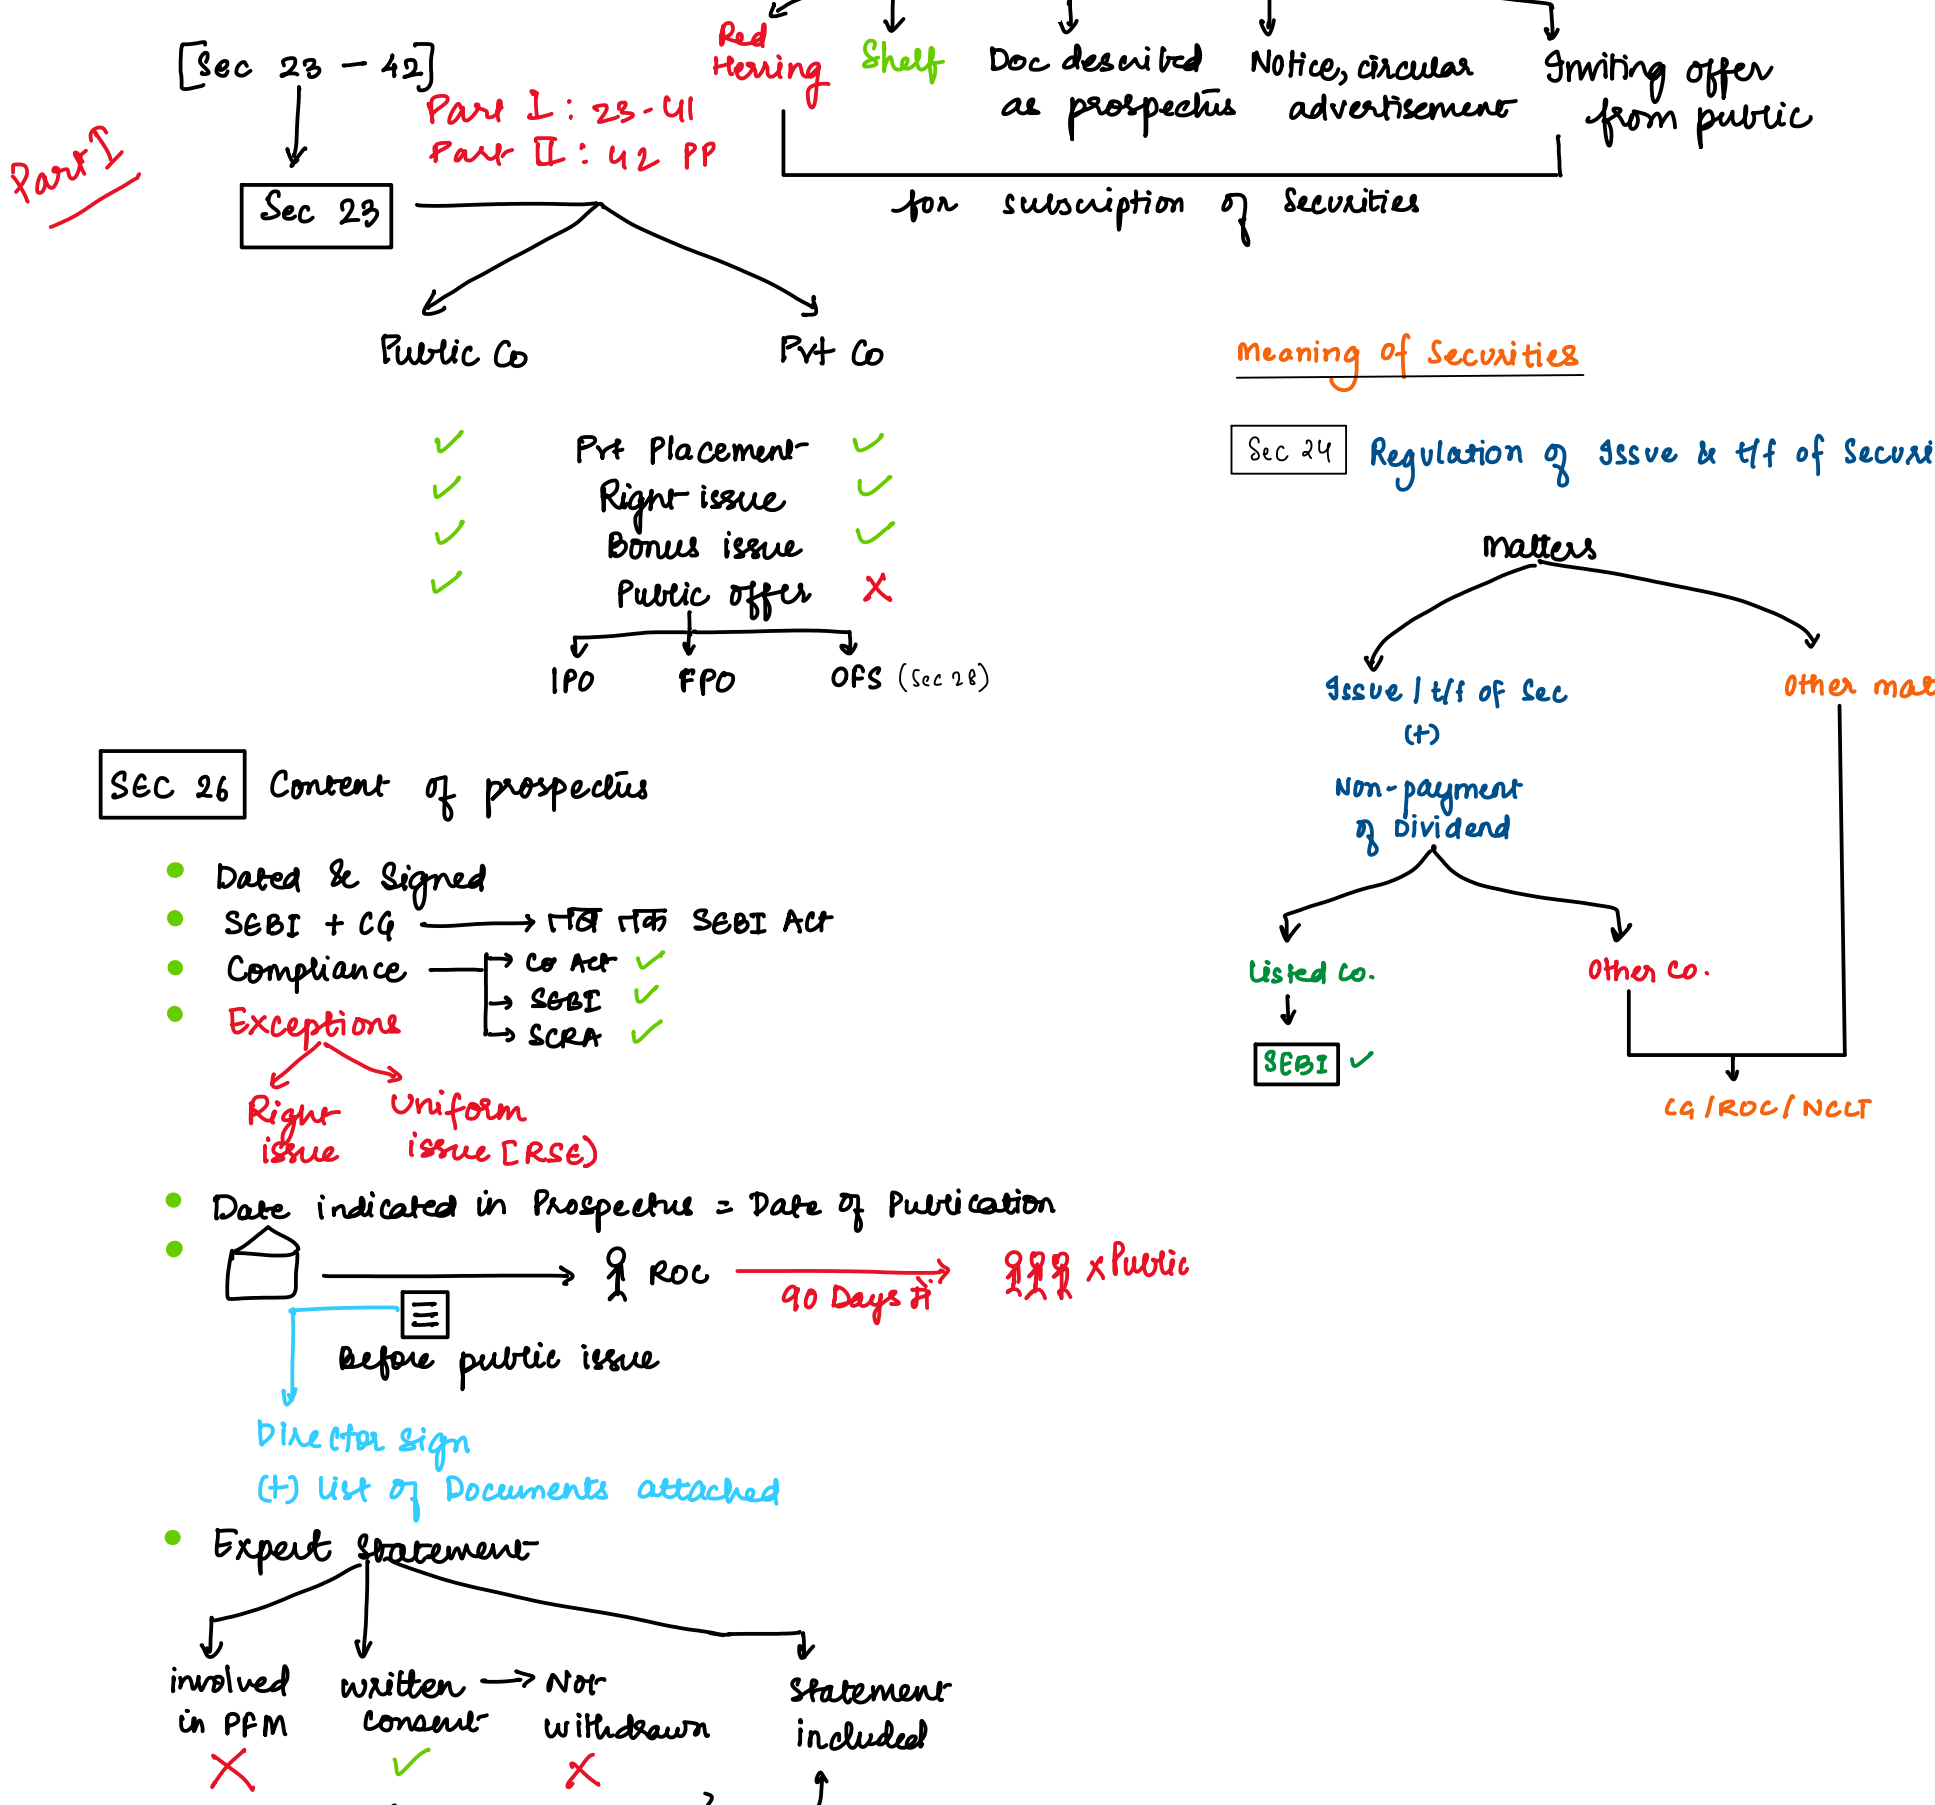 [Sec 23 - 42]
Part I : 23-41
Part II : 42 PP
Part I
Sec 23
Public Co
Pvt Co
Pvt Placement
Right issue
Bonus issue
Public offer
IPO
FPO
OFS (Sec 28)
Red
Herring
Shelf
Doc described
as prospectus
Notice, circular
advertisement
Inviting offer
from public
for subscription of securities
Meaning of Securities
Sec 24 Regulation of Issue & t/f of Securi
Matters
Issue / t/f of Sec
(+)
Non-payment
of Dividend
Other mat
Listed Co.
Other Co.
SEBI
CG / ROC / NCLT
SEC 26 Content of prospectus
Dated & Signed
SEBI + CG
SEBI Act
Compliance
Co Act
SEBI
SCRA
Exceptions
Right
issue
Uniform
issue [RSE)
Date indicated in Prospectus = Date of Publication
ROC
90 Days
x Public
Before public issue
Director sign
(+) List of Documents attached
Expert statement
involved
in PFM
written
consent
Not
withdrawn
statement
included